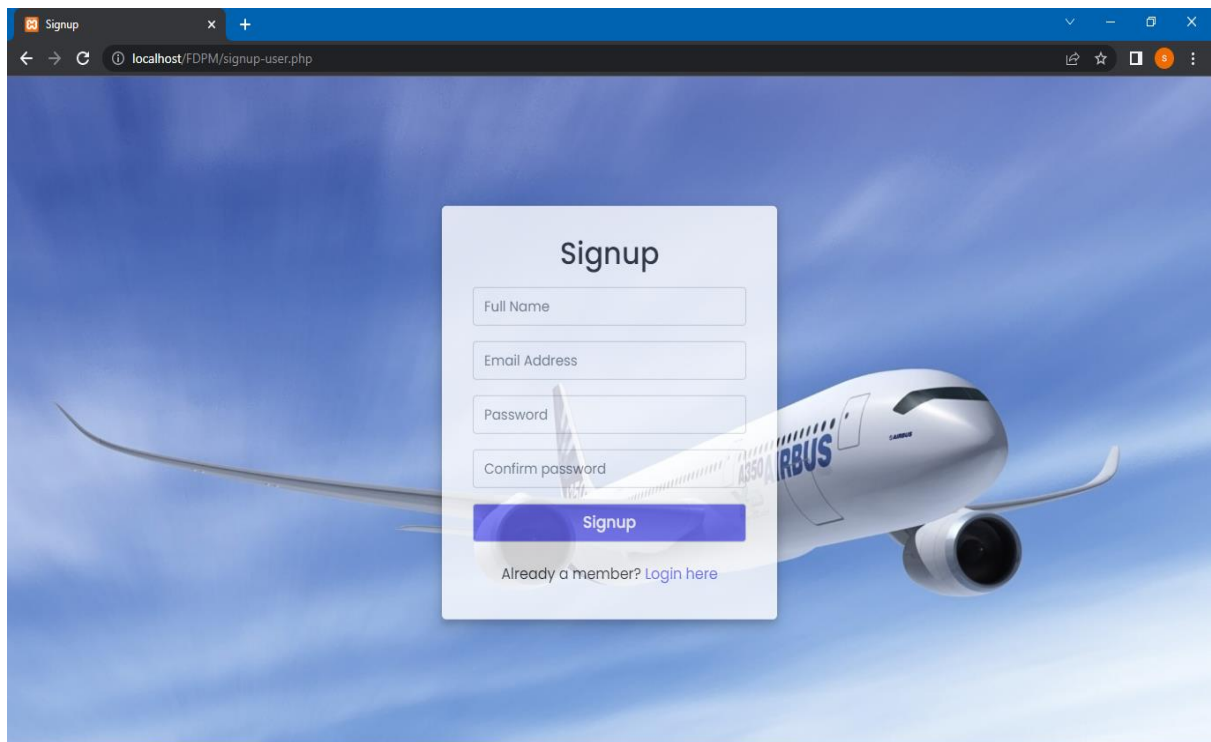 Signup
localhost/FDPM/signup-user.php
S
Signup
Full Name
Email Address
Password
Confirm password
Signup
Already a member? Login here
A350 AIRBUS
AIRBUS